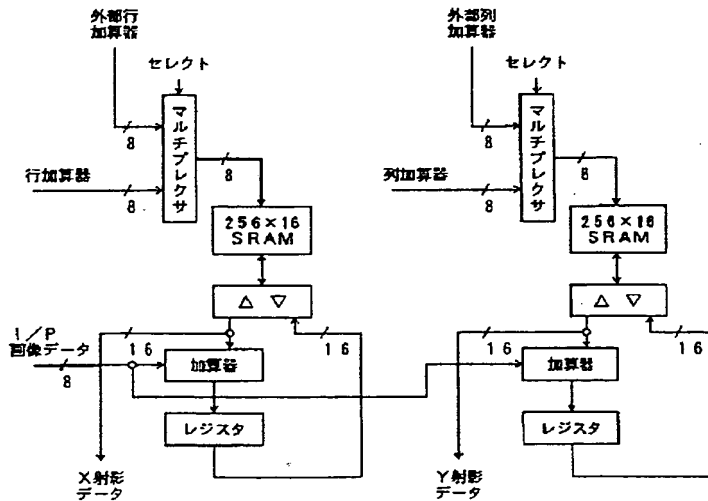 外部行
加算器
セレクト
マルチプレクサ
8
8
行加算器
8
256×16
SRAM
△ ▽
I/P
画像データ
8
16
16
加算器
レジスタ
X射影
データ
外部列
加算器
セレクト
マルチプレクサ
8
8
列加算器
8
256×16
SRAM
△ ▽
16
16
加算器
レジスタ
Y射影
データ